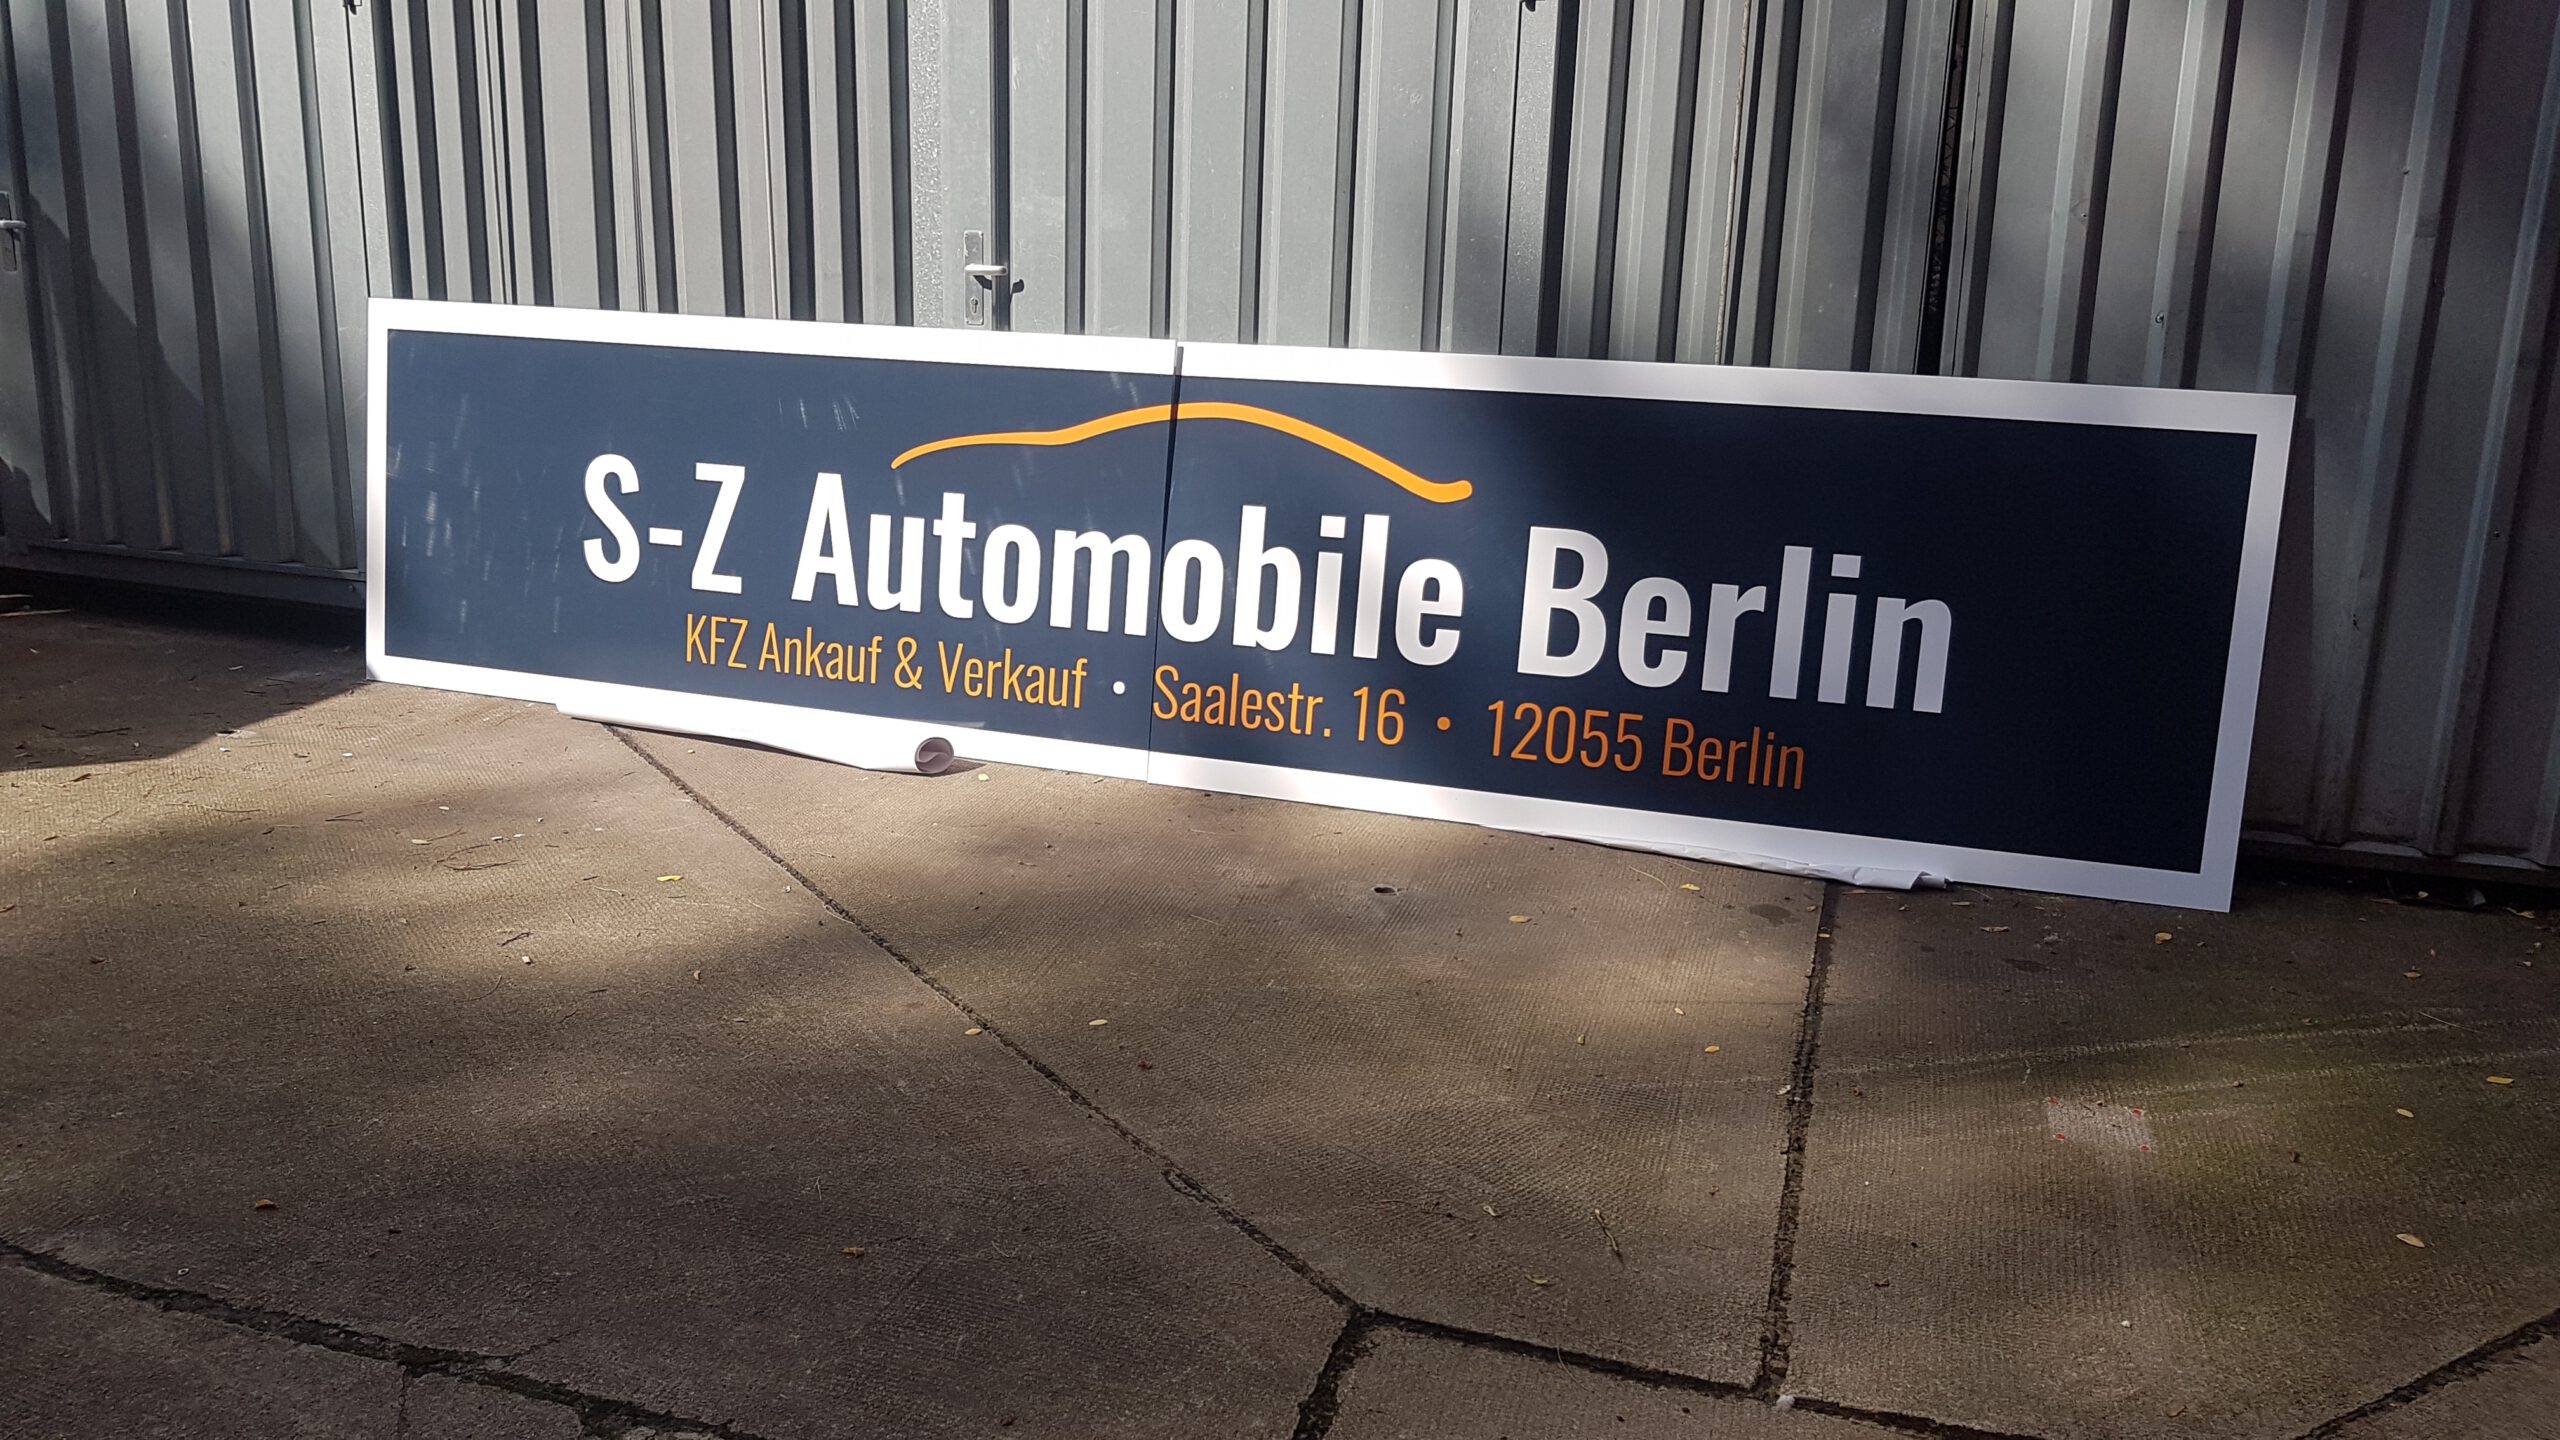 S-Z Automobile Berlin
KFZ Ankauf & Verkauf • Saalestr. 16 • 12055 Berlin